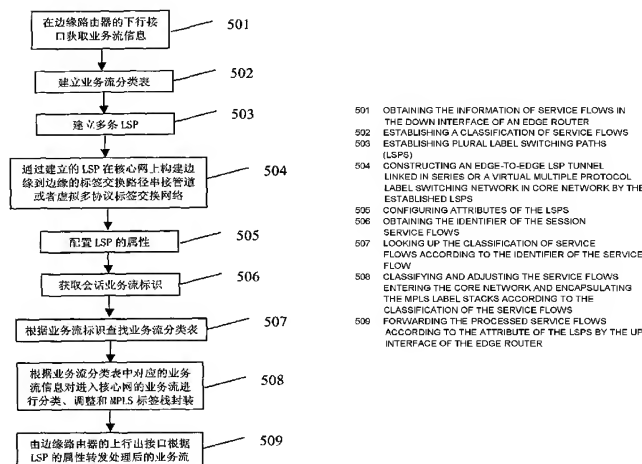 在边缘路由器的下行接
口获取业务流信息
501
建立业务流分类表
502
建立多条 LSP
503
通过建立的 LSP 在核心网上构建边缘
到边缘的标签交换路径串接管道
或者虚拟多协议标签交换网络
504
配置 LSP 的属性
505
获取会话业务流标识
506
根据业务流标识查找业务流分类表
507
根据业务流分类表中对应的业务
流信息对进入核心网的业务流进
行分类、调整和 MPLS 标签栈封装
508
由边缘路由器的上行出接口根据
LSP 的属性转发处理后的业务流
509
501 OBTAINING THE INFORMATION OF SERVICE FLOWS IN
THE DOWN INTERFACE OF AN EDGE ROUTER
502 ESTABLISHING A CLASSIFICATION OF SERVICE FLOWS
503 ESTABLISHING PLURAL LABEL SWITCHING PATHS
(LSPS)
504 CONSTRUCTING AN EDGE-TO-EDGE LSP TUNNEL
LINKED IN SERIES OR A VIRTUAL MULTIPLE PROTOCOL
LABEL SWITCHING NETWORK IN CORE NETWORK BY THE
ESTABLISHED LSPS
505 CONFIGURING ATTRIBUTES OF THE LSPS
506 OBTAINING THE IDENTIFIER OF THE SESSION
SERVICE FLOWS
507 LOOKING UP THE CLASSIFICATION OF SERVICE
FLOWS ACCORDING TO THE IDENTIFIER OF THE SERVICE
FLOW
508 CLASSIFYING AND ADJUSTING THE SERVICE FLOWS
ENTERING THE CORE NETWORK AND ENCAPSULATING
THE MPLS LABEL STACKS ACCORDING TO THE
CLASSIFICATION OF THE SERVICE FLOWS
509 FORWARDING THE PROCESSED SERVICE FLOWS
ACCORDING TO THE ATTRIBUTE OF THE LSPS BY THE UP
INTERFACE OF THE EDGE ROUTER